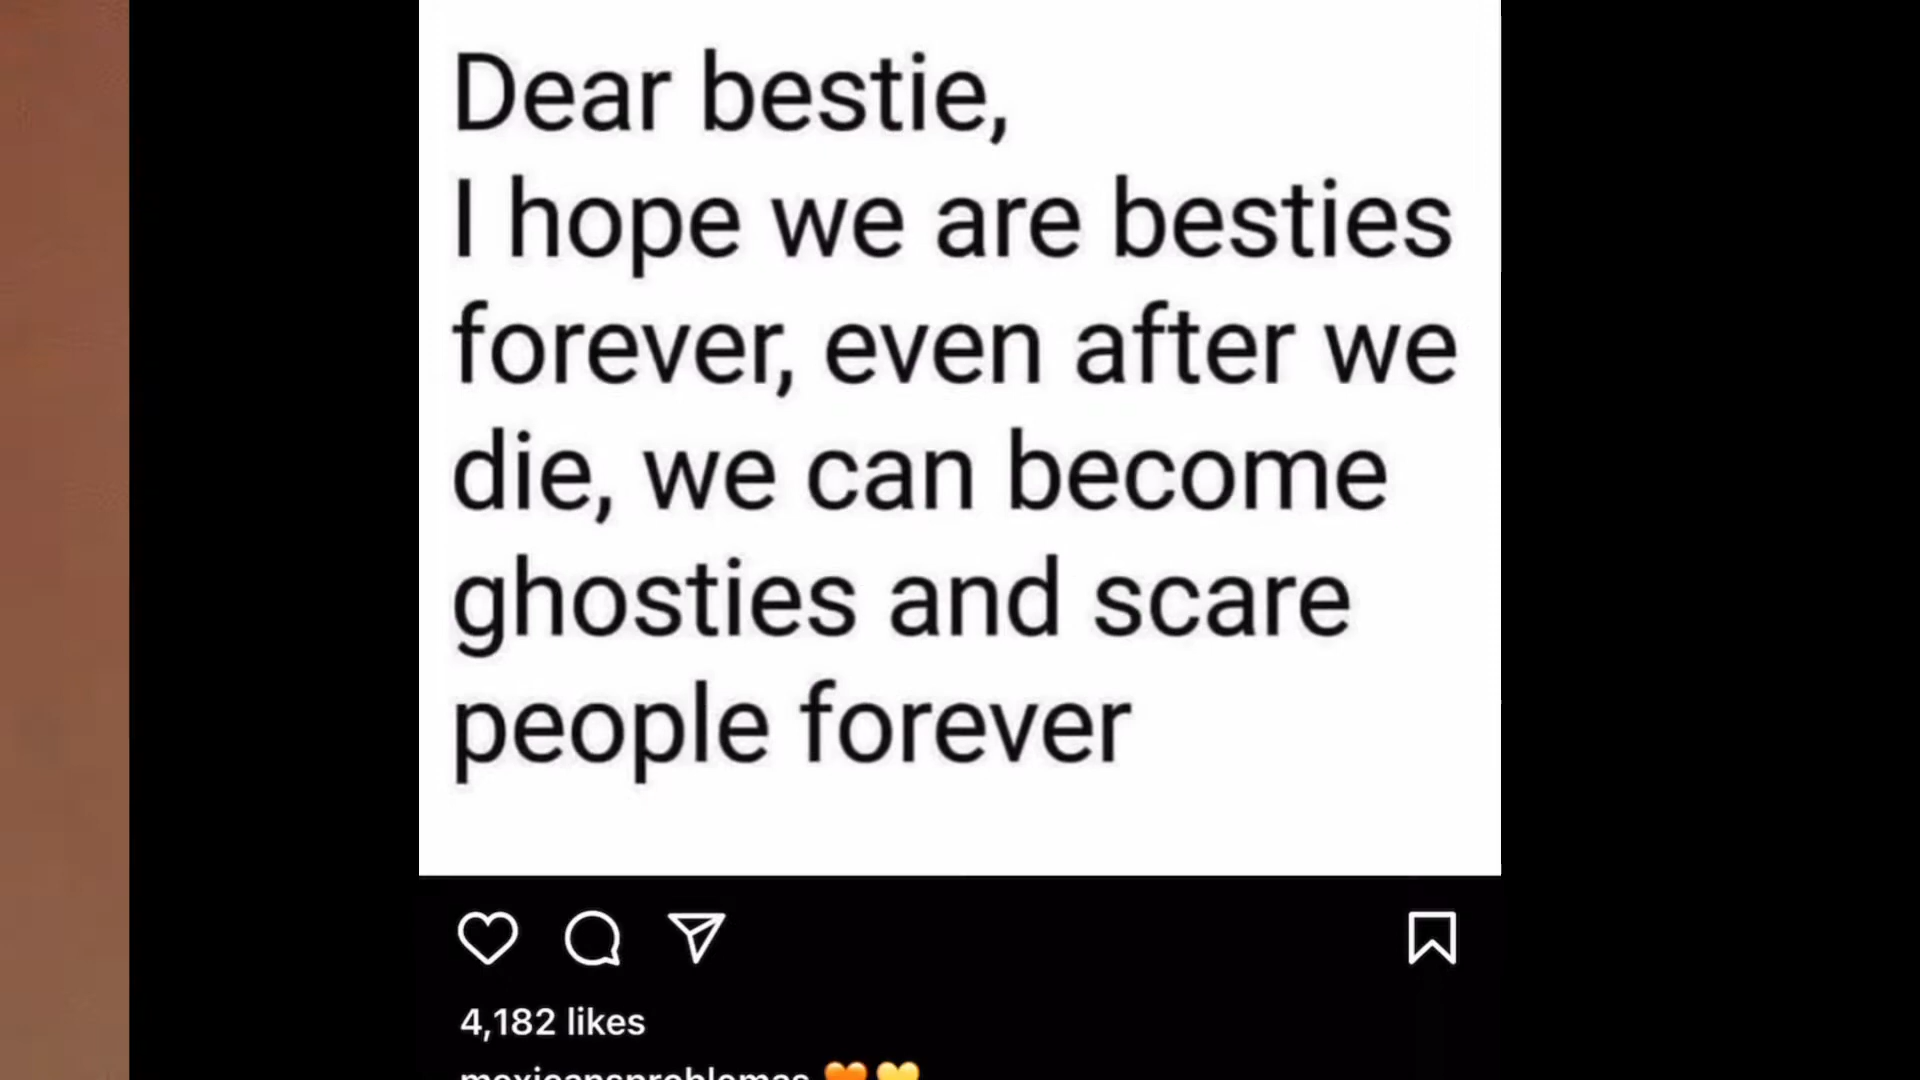 Dear bestie,
I hope we are besties
forever, even after we
die, we can become
ghosties and scare
people forever
4,182 likes